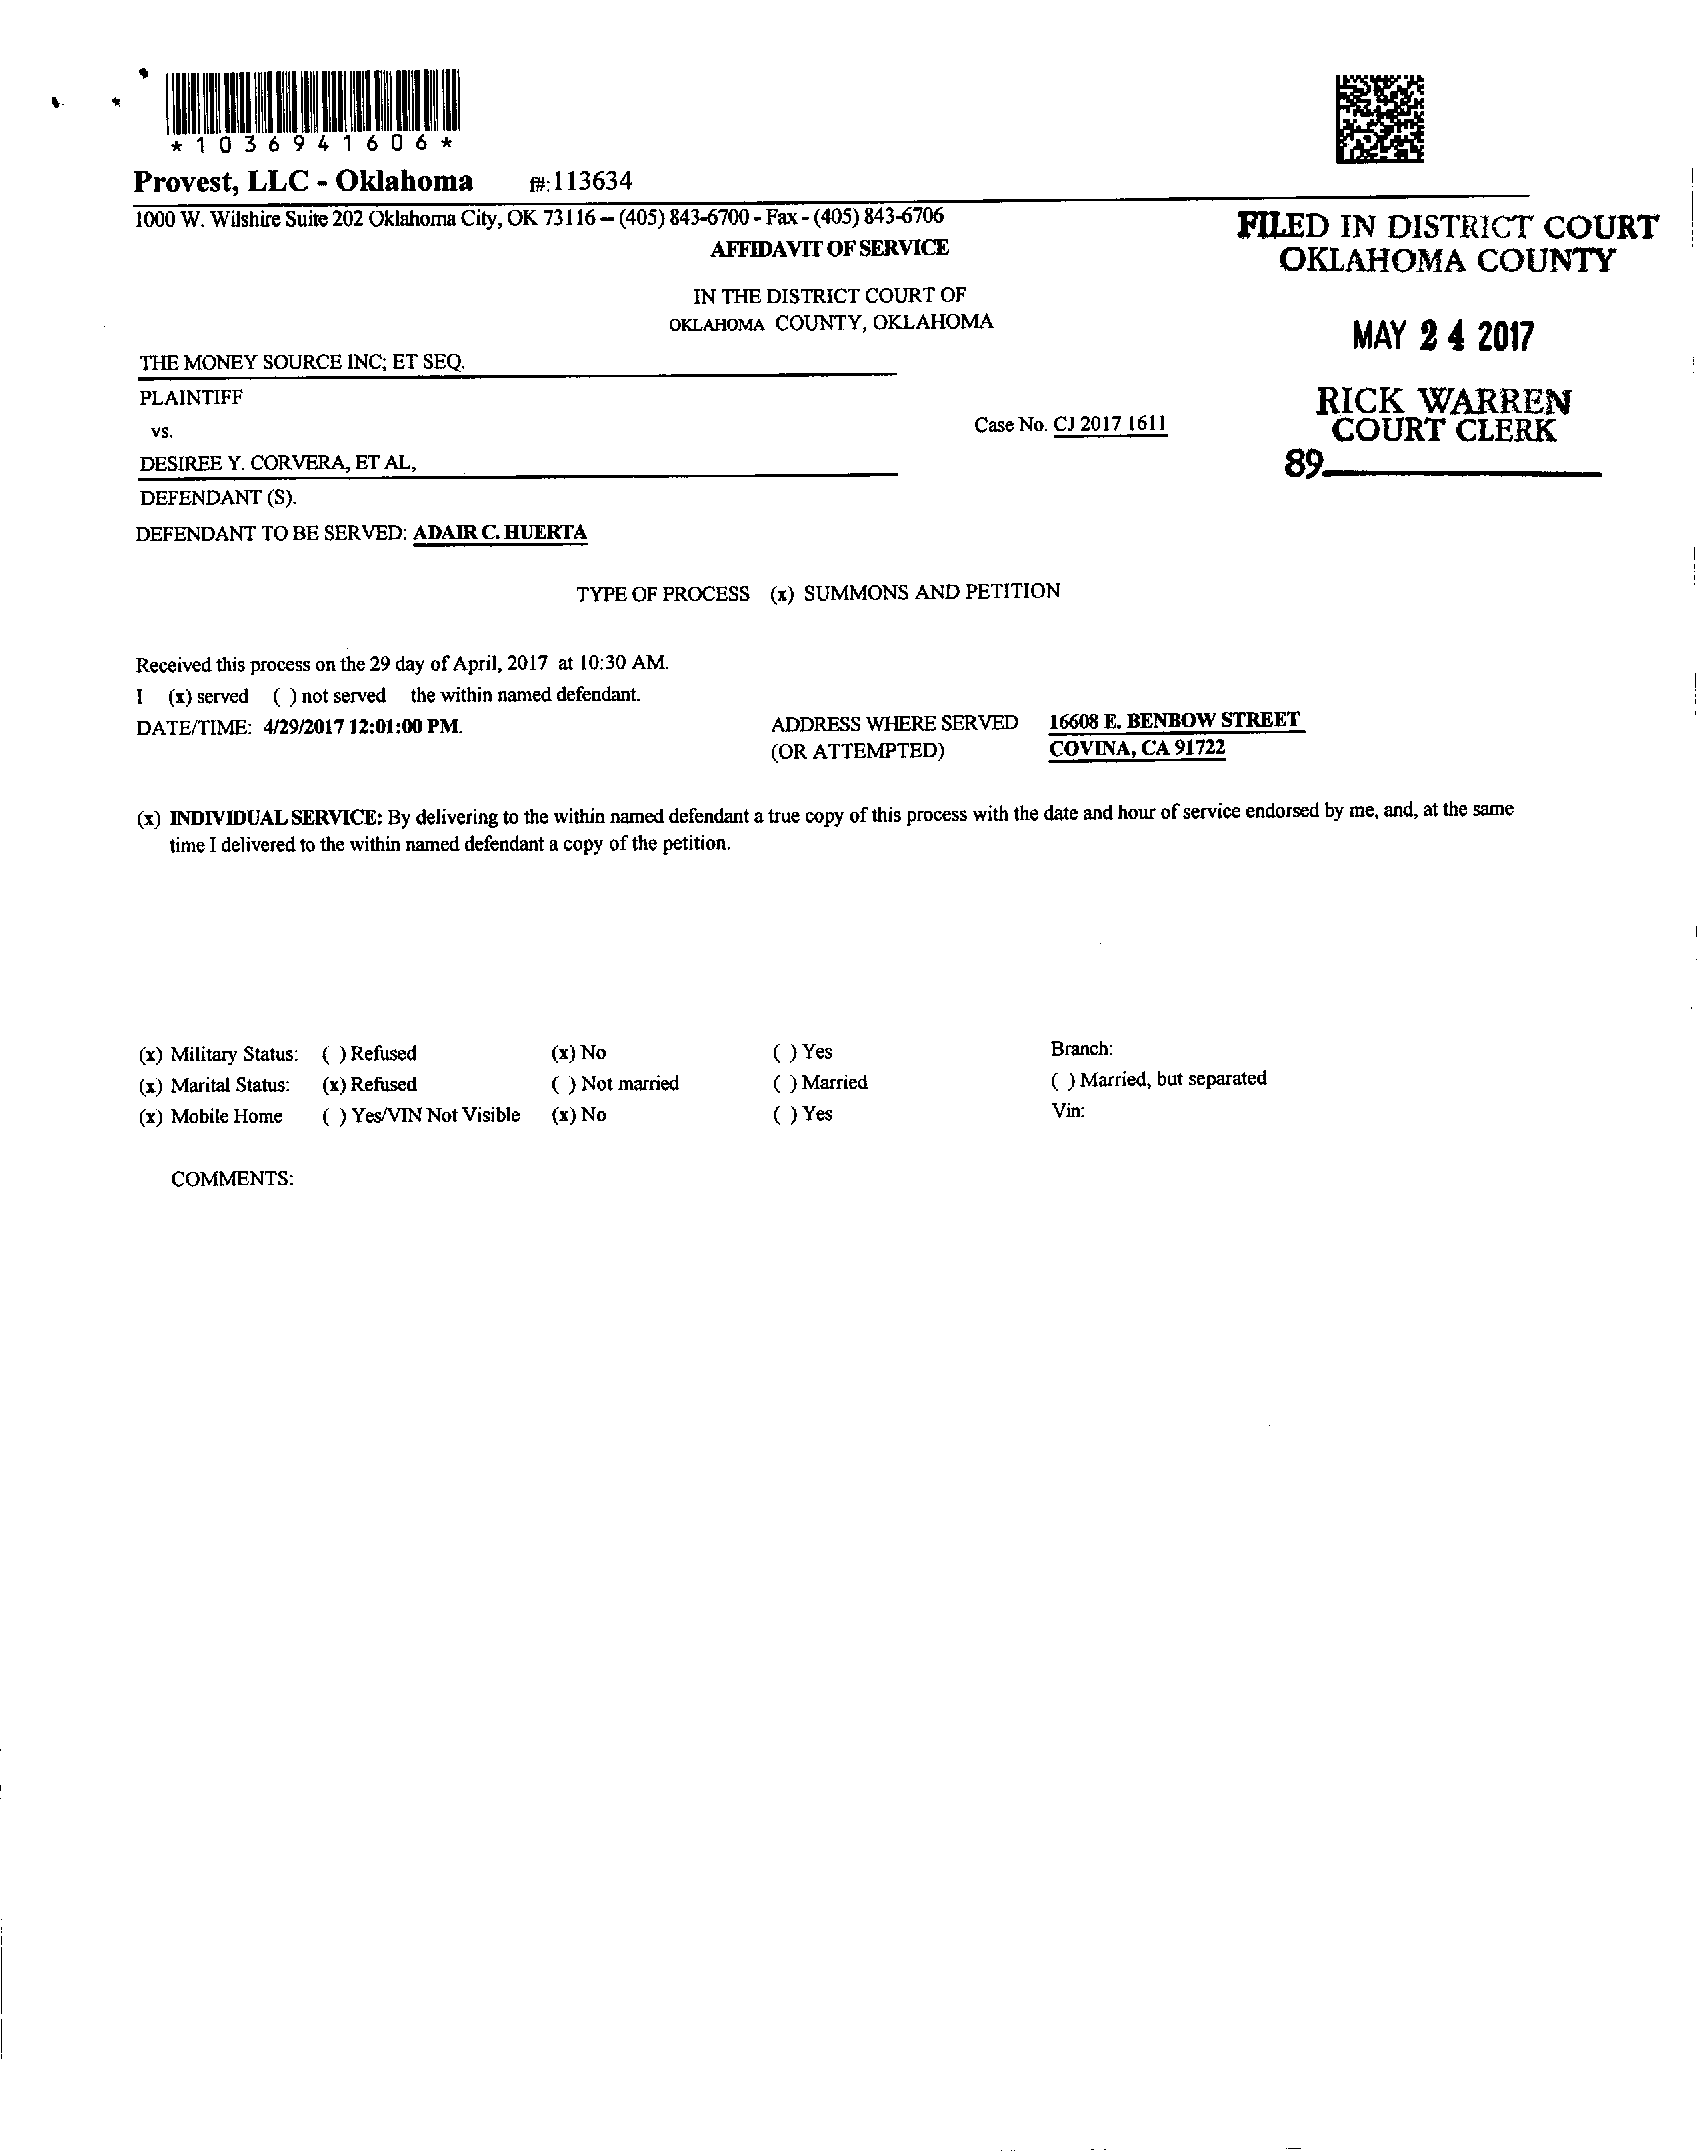 *1036941606*
Provest, LLC - Oklahoma f#:113634
1000 W. Wilshire Suite 202 Oklahoma City, OK 73116 – (405) 843-6700 - Fax - (405) 843-6706
AFFIDAVIT OF SERVICE
FILED IN DISTRICT COURT
OKLAHOMA COUNTY
IN THE DISTRICT COURT OF
OKLAHOMA COUNTY, OKLAHOMA
MAY 24 2017
THE MONEY SOURCE INC; ET SEQ.
PLAINTIFF
RICK WARREN
COURT CLERK
vs.
Case No. CJ 2017 1611
89
DESIREE Y. CORVERA, ET AL,
DEFENDANT (S).
DEFENDANT TO BE SERVED: ADAIR C. HUERTA
TYPE OF PROCESS (x) SUMMONS AND PETITION
Received this process on the 29 day of April, 2017 at 10:30 AM.
I (x) served ( ) not served the within named defendant.
DATE/TIME: 4/29/2017 12:01:00 PM. ADDRESS WHERE SERVED 16608 E. BENBOW STREET
(OR ATTEMPTED) COVINA, CA 91722
(x) INDIVIDUAL SERVICE: By delivering to the within named defendant a true copy of this process with the date and hour of service endorsed by me, and, at the same
time I delivered to the within named defendant a copy of the petition.
(x) Military Status: ( ) Refused (x) No ( ) Yes Branch:
(x) Marital Status: (x) Refused ( ) Not married ( ) Married ( ) Married, but separated
(x) Mobile Home ( ) Yes/VIN Not Visible (x) No ( ) Yes Vin:
COMMENTS: